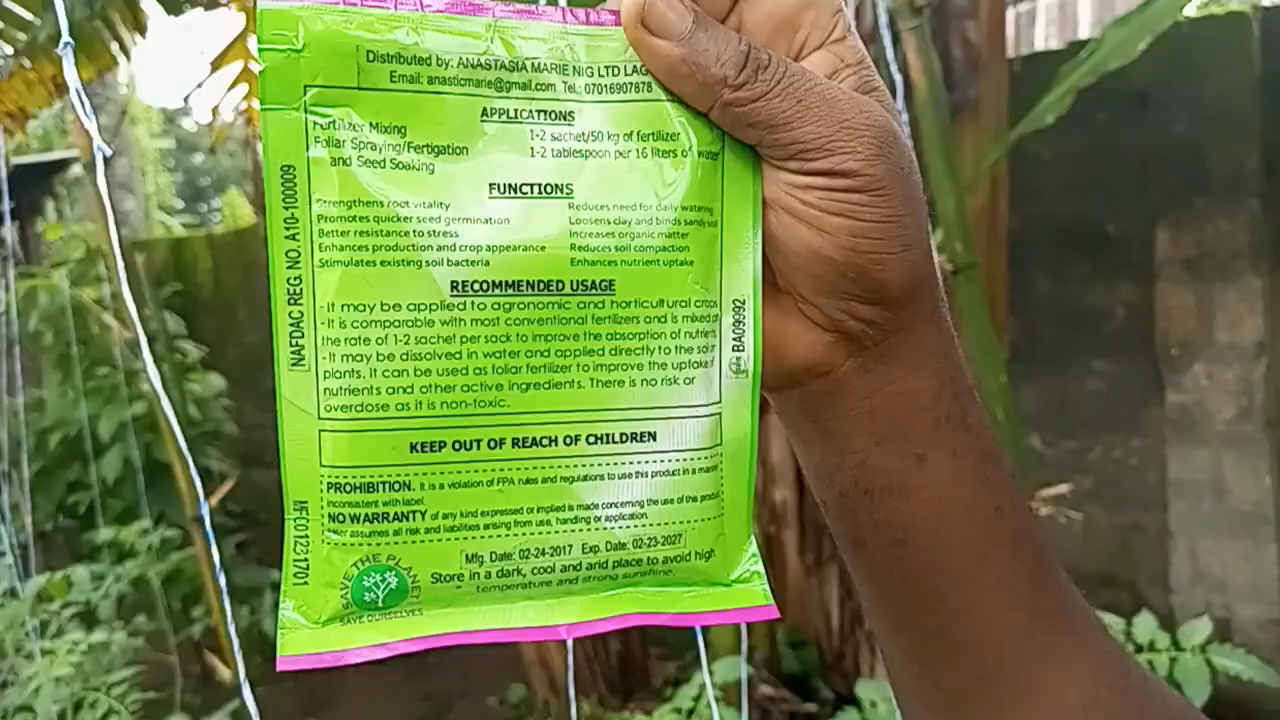 Distributed by: ANASTASIA MARIE NIG LTD LAG
Email: anasticmarie@gmail.com Tel.: 07016907878
APPLICATIONS
Fertilizer Mixing 1-2 sachet/50 kg of fertilizer
Foliar Spraying/Fertigation 1-2 tablespoon per 16 liters of water
and Seed Soaking
FUNCTIONS
Strengthens root vitality Reduces need for daily watering
Promotes quicker seed germination Loosens clay and binds sandy soil
Better resistance to stress Increases organic matter
Enhances production and crop appearance Reduces soil compaction
Stimulates existing soil bacteria Enhances nutrient uptake
RECOMMENDED USAGE
- It may be applied to agronomic and horticultural crops
- It is comparable with most conventional fertilizers and is mixed at
the rate of 1-2 sachet per sack to improve the absorption of nutrients
- It may be dissolved in water and applied directly to the soil or
plants. It can be used as foliar fertilizer to improve the uptake of
nutrients and other active ingredients. There is no risk or
overdose as it is non-toxic.
KEEP OUT OF REACH OF CHILDREN
PROHIBITION. It is a violation of FPA rules and regulations to use this product in a manner
inconsistent with label.
NO WARRANTY of any kind expressed or implied is made concerning the use of this product
User assumes all risk and liabilities arising from use, handling or application.
Mfg. Date: 02-24-2017 Exp. Date: 02-23-2027
Store in a dark, cool and arid place to avoid high
temperature and strong sunshine.
SAVE THE PLANET
SAVE OURSELVES
NAFDAC REG. NO. A10-100009
MFC01231701
BA09992